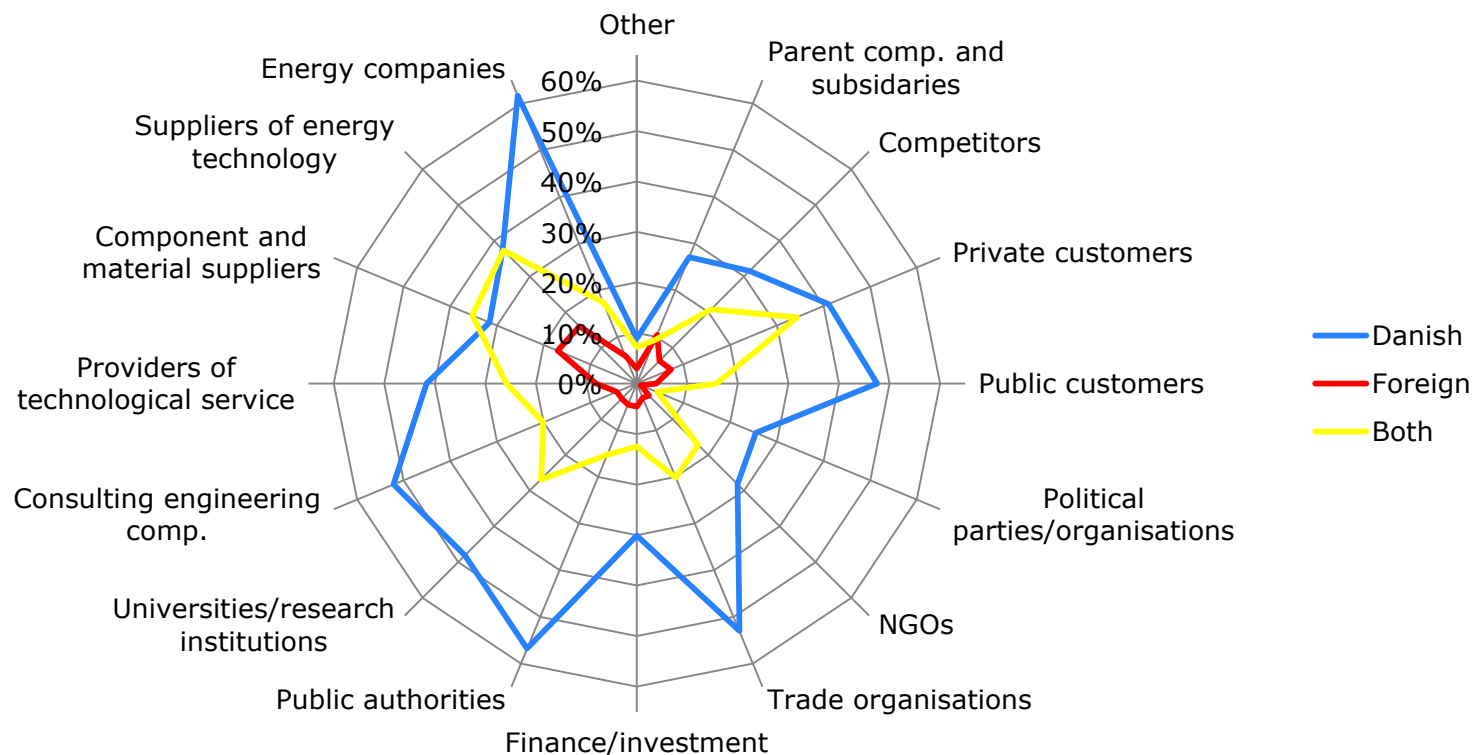 Other
Parent comp. and
subsidaries
Competitors
Private customers
Public customers
Political
parties/organisations
NGOs
Trade organisations
Finance/investment
Public authorities
Universities/research
institutions
Consulting engineering
comp.
Providers of
technological service
Component and
material suppliers
Suppliers of energy
technology
Energy companies
60%
50%
40%
30%
20%
10%
0%
Danish
Foreign
Both